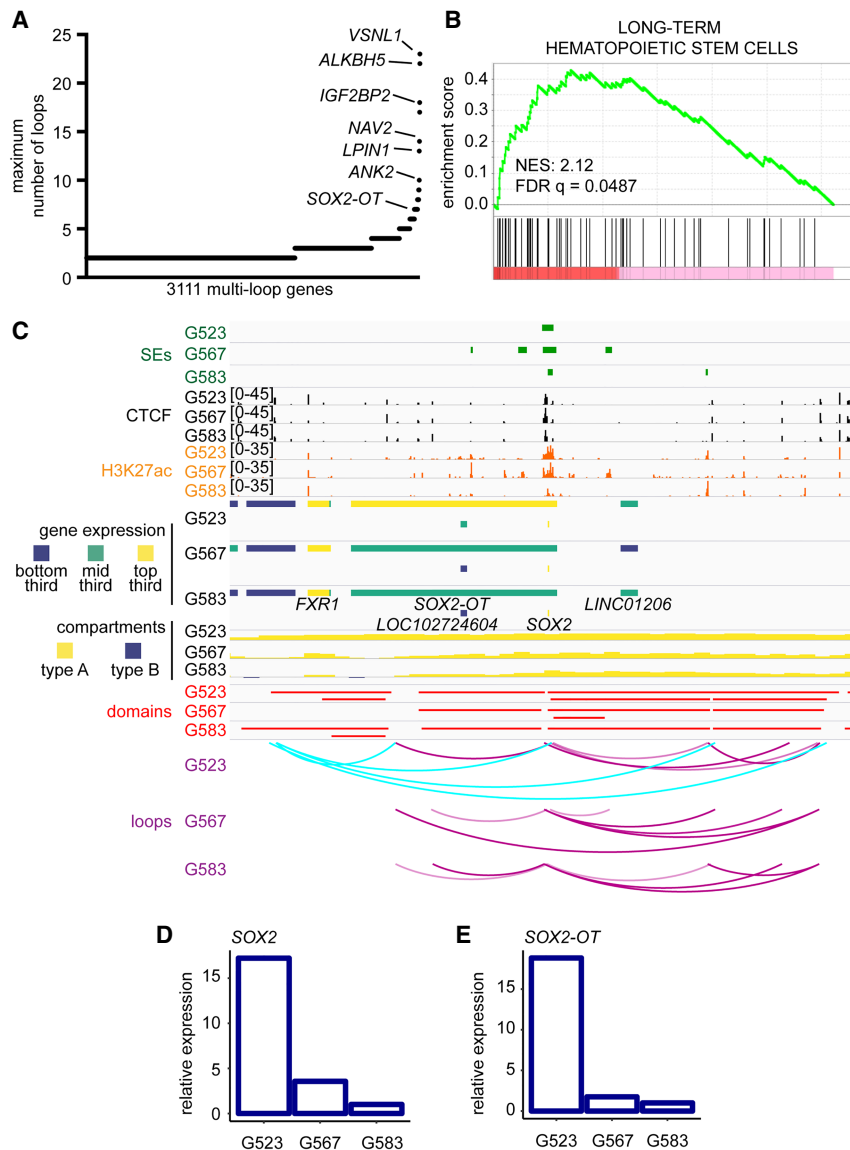 A
maximum
number of loops
25
20
15
10
5
0
VSNL1
ALKBH5
IGF2BP2
NAV2
LPIN1
ANK2
SOX2-OT
3111 multi-loop genes
B
LONG-TERM
HEMATOPOIETIC STEM CELLS
enrichment score
0.4
0.3
0.2
0.1
0.0
NES: 2.12
FDR q = 0.0487
C
SEs
G523
G567
G583
CTCF
G523 [0-45]
G567 [0-45]
G583 [0-45]
H3K27ac
G523 [0-35]
G567 [0-35]
G583 [0-35]
gene expression
bottom third
mid third
top third
G523
G567
G583
FXR1
SOX2-OT
LINC01206
LOC102724604
SOX2
compartments
type A
type B
G523
G567
G583
domains
G523
G567
G583
loops
G523
G567
G583
D
SOX2
relative expression
15
10
5
0
G523 G567 G583
E
SOX2-OT
relative expression
15
10
5
0
G523 G567 G583